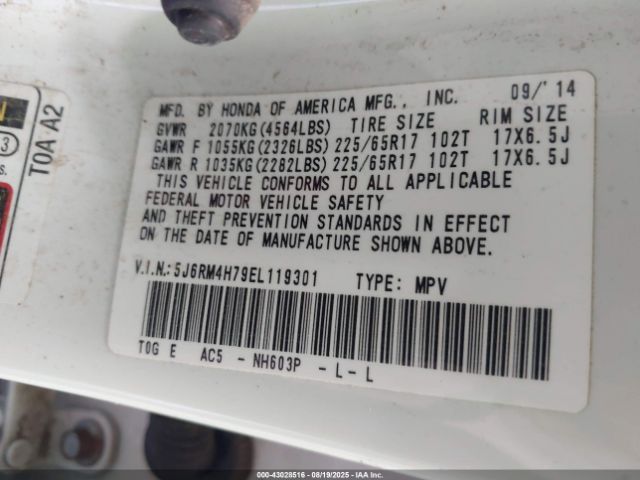 MFD. BY HONDA OF AMERICA MFG., INC. 09/'14
GVWR 2070KG(4564LBS) TIRE SIZE RIM SIZE
GAWR F 1055KG(2326LBS) 225/65R17 102T 17X6.5J
GAWR R 1035KG(2282LBS) 225/65R17 102T 17X6.5J
THIS VEHICLE CONFORMS TO ALL APPLICABLE
FEDERAL MOTOR VEHICLE SAFETY
AND THEFT PREVENTION STANDARDS IN EFFECT
ON THE DATE OF MANUFACTURE SHOWN ABOVE.
V.I.N.: 5J6RM4H79EL119301 TYPE: MPV
T0G E AC5 - NH603P - L - L
T0A A2
3
s.
N
000-43028516 - 08/19/2025 - IAAI.COM